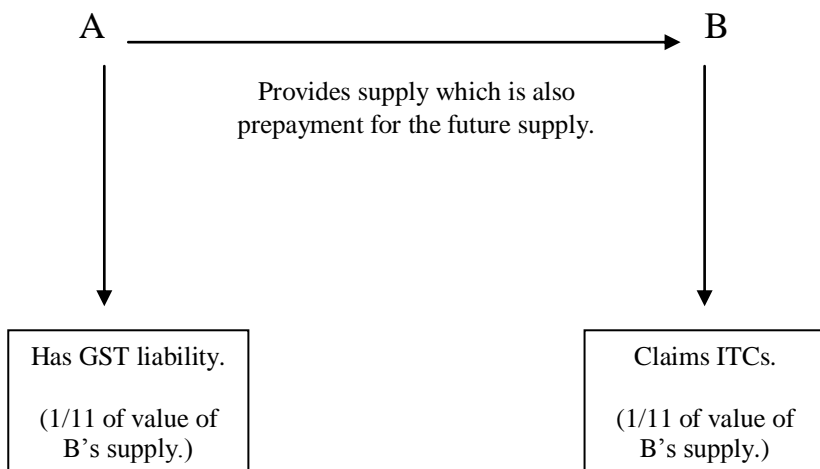 A
B
Provides supply which is also
prepayment for the future supply.
Has GST liability.
(1/11 of value of
B’s supply.)
Claims ITCs.
(1/11 of value of
B’s supply.)